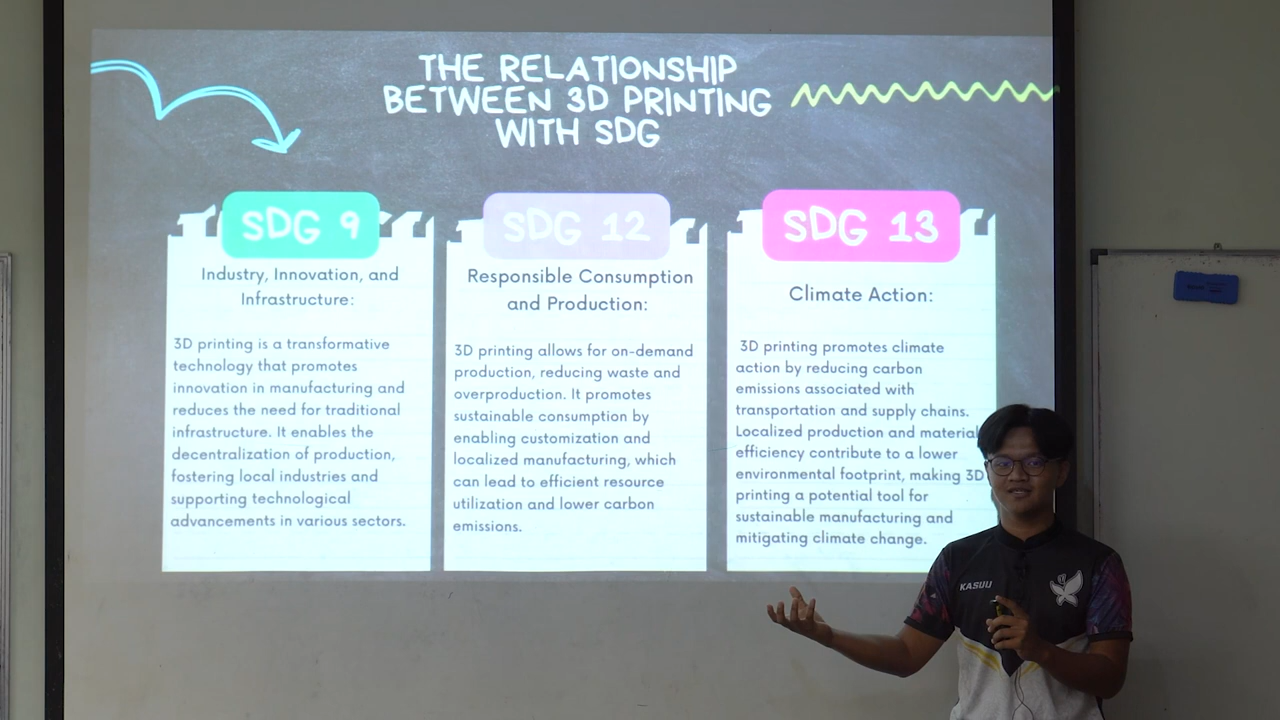 THE RELATIONSHIP
BETWEEN 3D PRINTING
WITH SDG
SDG 9
Industry, Innovation, and
Infrastructure:
3D printing is a transformative
technology that promotes
innovation in manufacturing and
reduces the need for traditional
infrastructure. It enables the
decentralization of production,
fostering local industries and
supporting technological
advancements in various sectors.
SDG 12
Responsible Consumption
and Production:
3D printing allows for on-demand
production, reducing waste and
overproduction. It promotes
sustainable consumption by
enabling customization and
localized manufacturing, which
can lead to efficient resource
utilization and lower carbon
emissions.
SDG 13
Climate Action:
3D printing promotes climate
action by reducing carbon
emissions associated with
transportation and supply chains.
Localized production and material
efficiency contribute to a lower
environmental footprint, making 3D
printing a potential tool for
sustainable manufacturing and
mitigating climate change.
KASUU